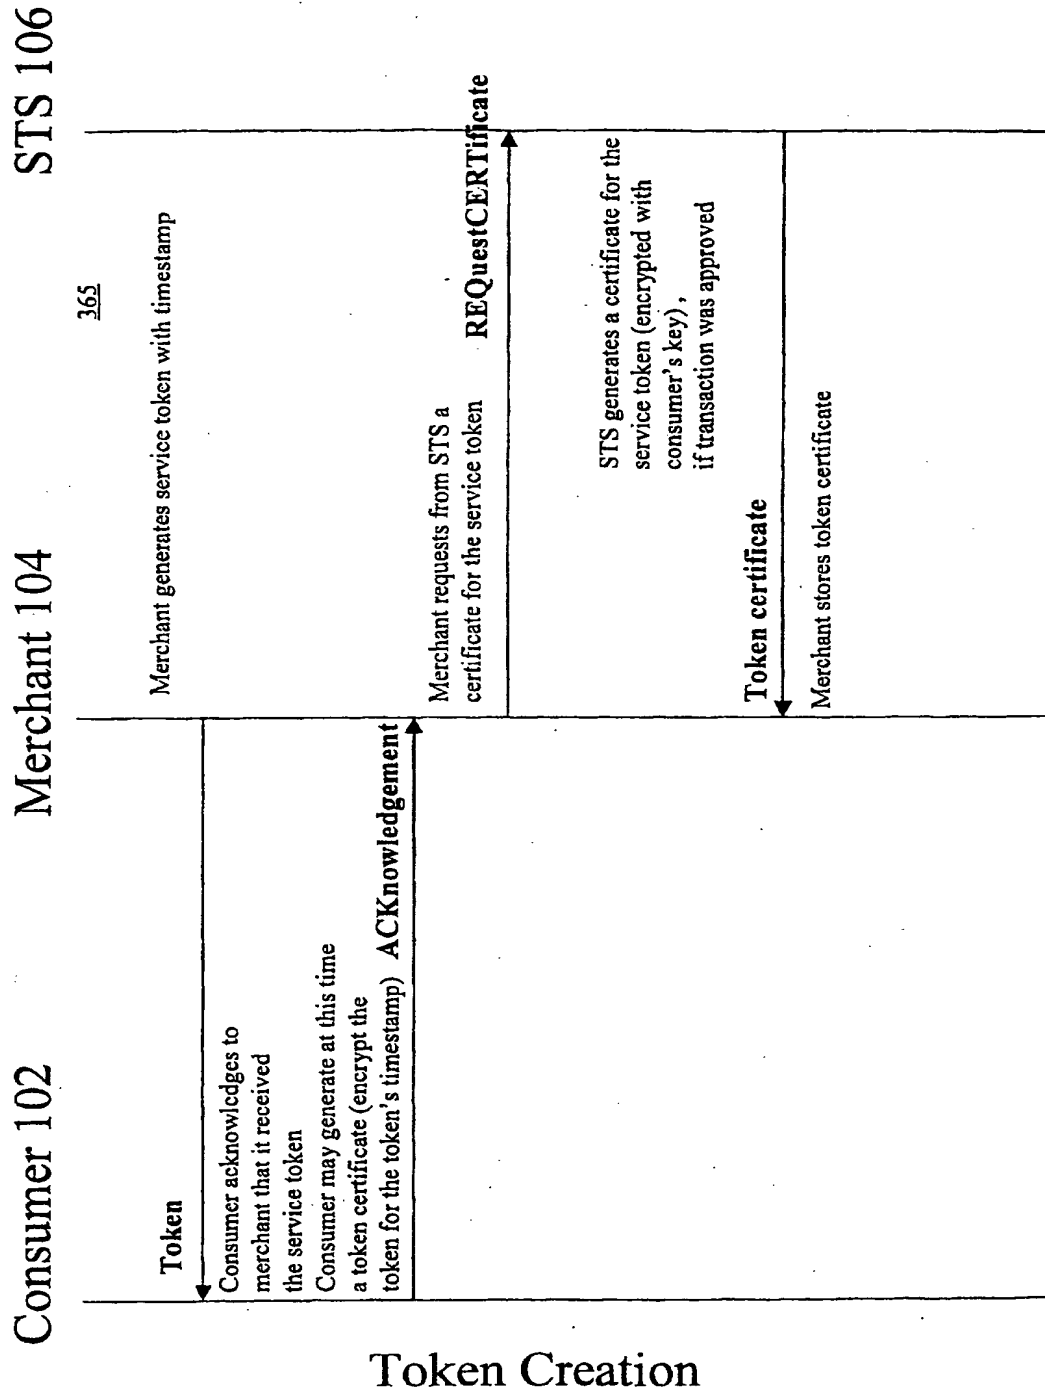 Consumer 102
Merchant 104
STS 106
365
Merchant generates service token with timestamp
Token
Consumer acknowledges to
merchant that it received
the service token
Consumer may generate at this time
a token certificate (encrypt the
token for the token's timestamp)
ACKnowledgement
Merchant requests from STS a
certificate for the service token
REQuestCERTificate
STS generates a certificate for the
service token (encrypted with
consumer's key),
if transaction was approved
Token certificate
Merchant stores token certificate
Token Creation